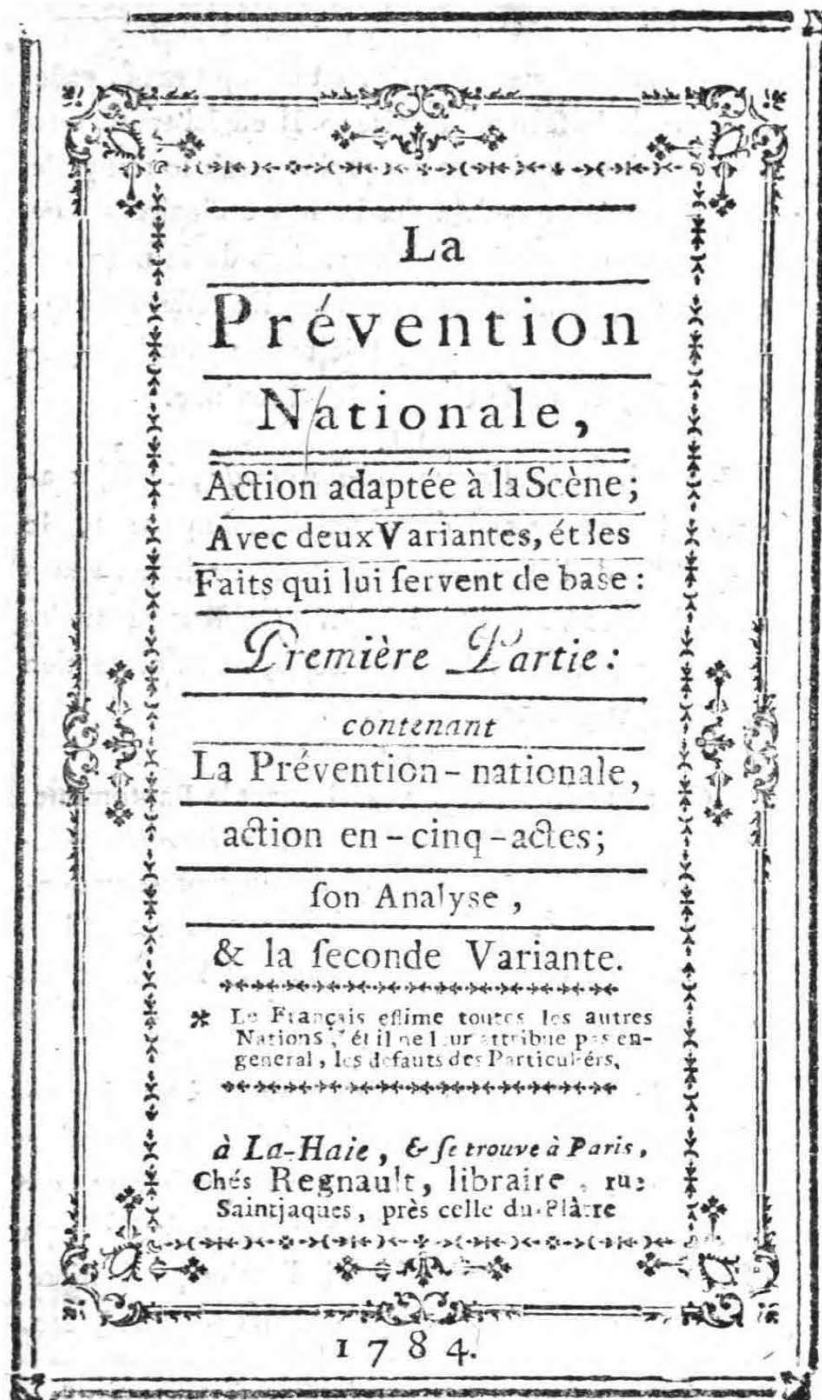 La
Prévention
Nationale,
Action adaptée à la Scène;
Avec deux Variantes, ét les
Faits qui lui ſervent de base:
Première Partie:
contenant
La Prévention-nationale,
action en-cinq-actes;
ſon Analyse,
& la ſeconde Variante.
* Le Français eſtime toutes les autres
Nations, ét il ne leur attribue pas en-
general, les defauts des Particuliérs.
à La-Haie, & ſe trouve à Paris,
Chés Regnault, libraire, rue
Saintjaques, près celle du-Plâtre
1784.